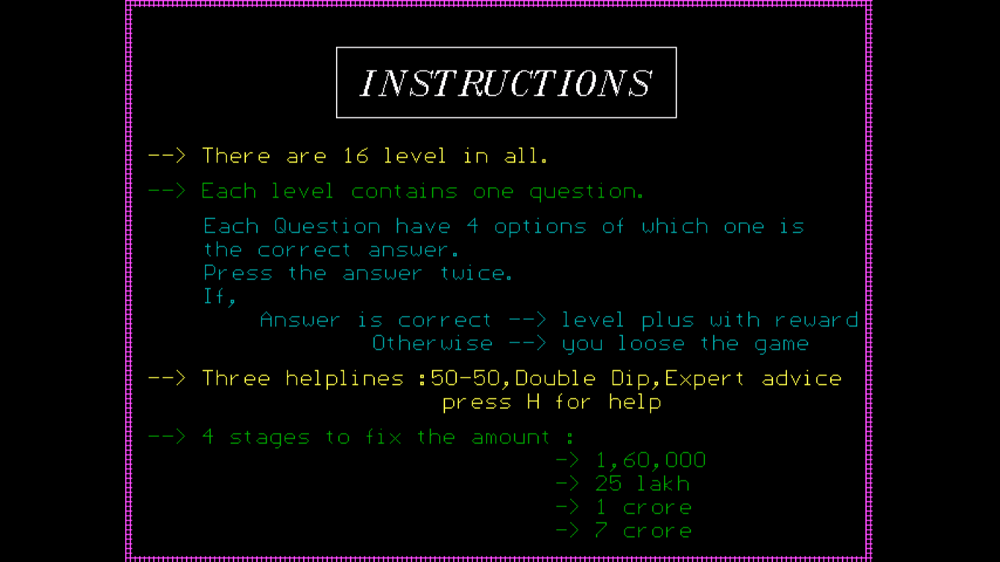 INSTRUCTIONS
--> There are 16 level in all.
--> Each level contains one question.
Each Question have 4 options of which one is
the correct answer.
Press the answer twice.
If,
Answer is correct --> level plus with reward
Otherwise --> you loose the game
--> Three helplines :50-50,Double Dip,Expert advice
press H for help
--> 4 stages to fix the amount :
-> 1,60,000
-> 25 lakh
-> 1 crore
-> 7 crore